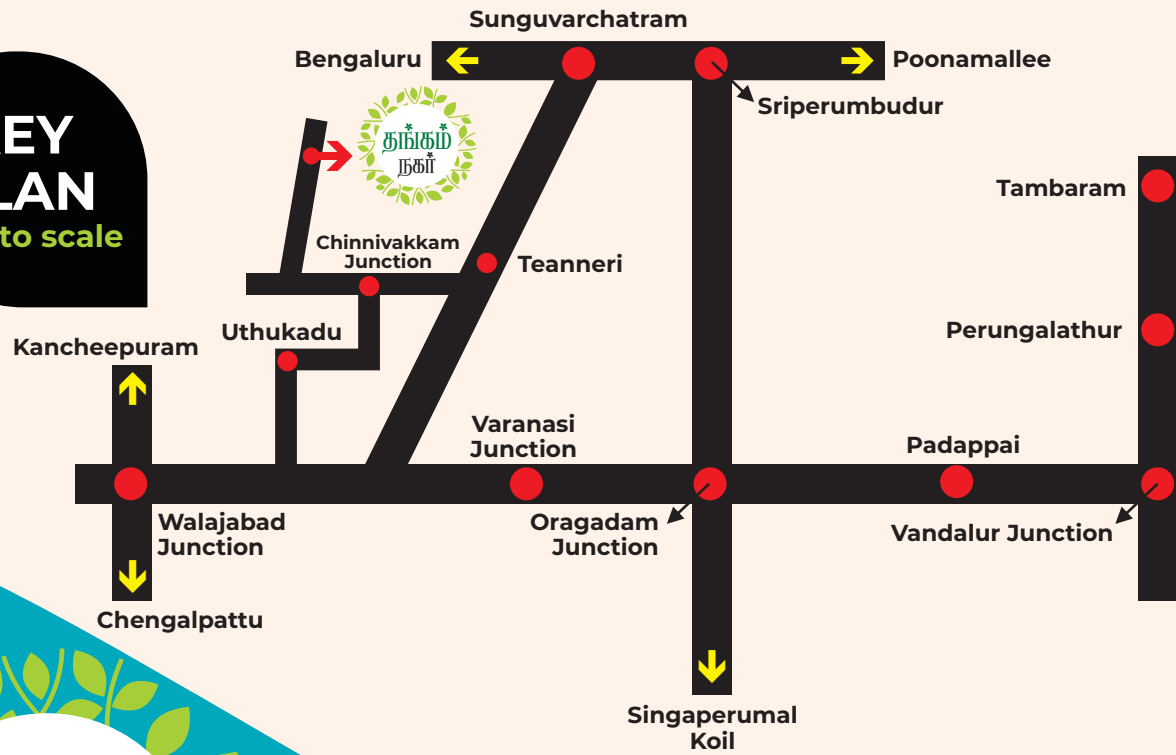 Sunguvarchatram
Bengaluru
Poonamallee
Sriperumbudur
EY
LAN
to scale
தங்கம்
நகர்
Tambaram
Chinnivakkam
Junction
Teanneri
Uthukadu
Perungalathur
Kancheepuram
Varanasi
Junction
Padappai
Walajabad
Junction
Oragadam
Junction
Vandalur Junction
Chengalpattu
Singaperumal
Koil